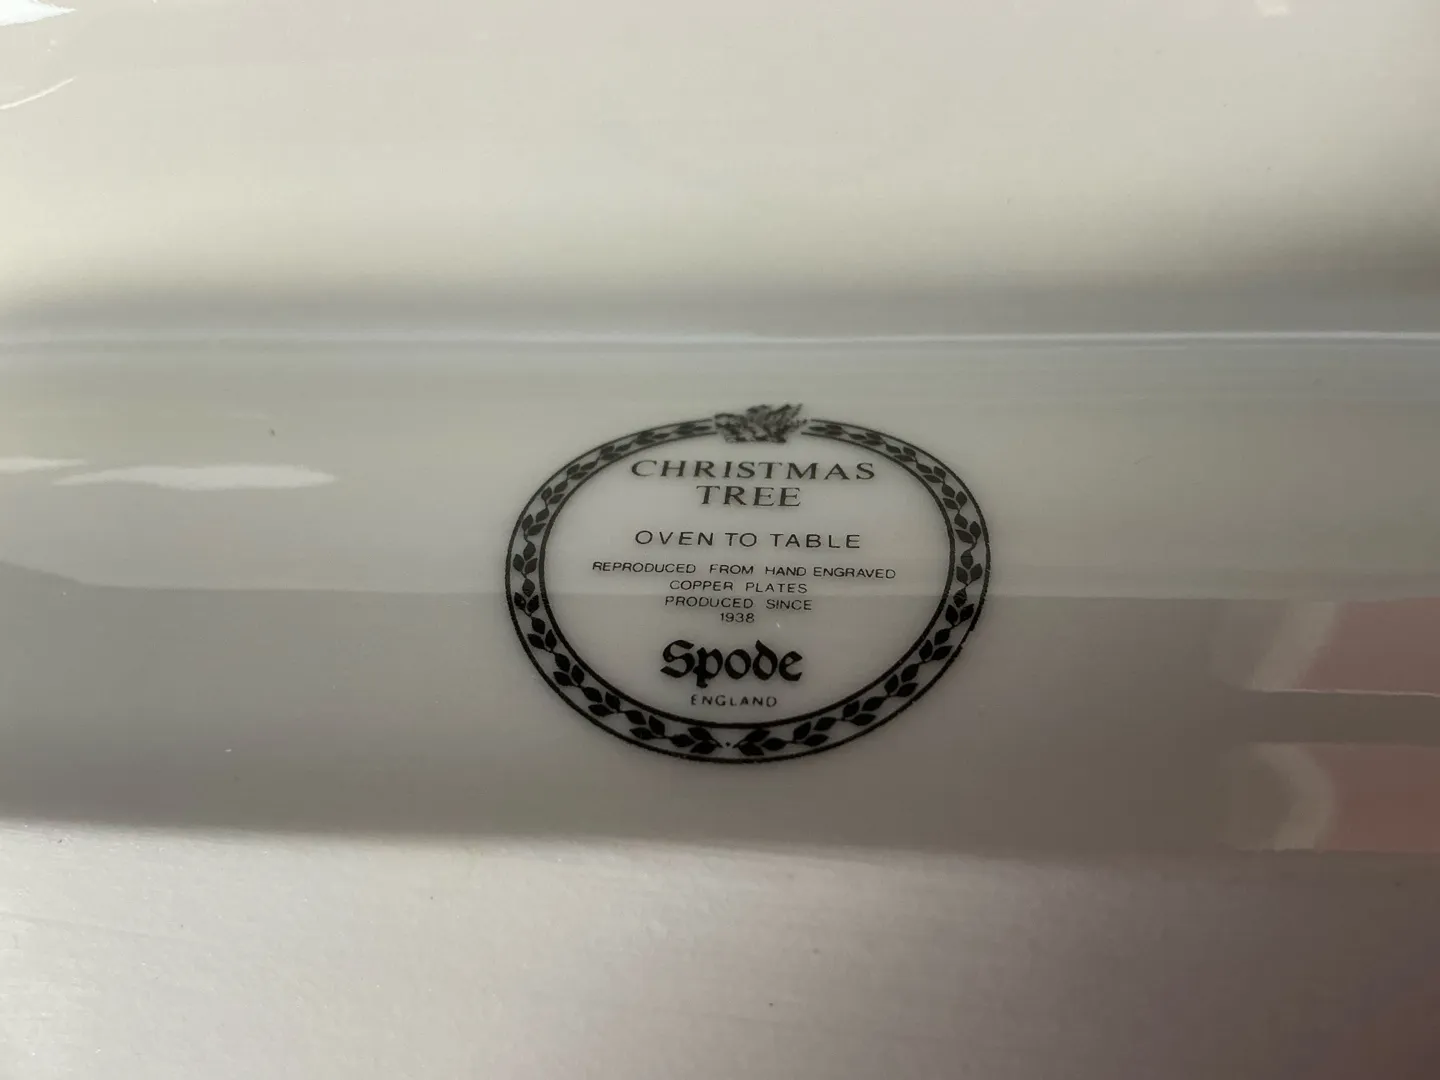 CHRISTMAS
TREE
OVEN TO TABLE
REPRODUCED FROM HAND ENGRAVED
COPPER PLATES
PRODUCED SINCE
1938
Spode
ENGLAND